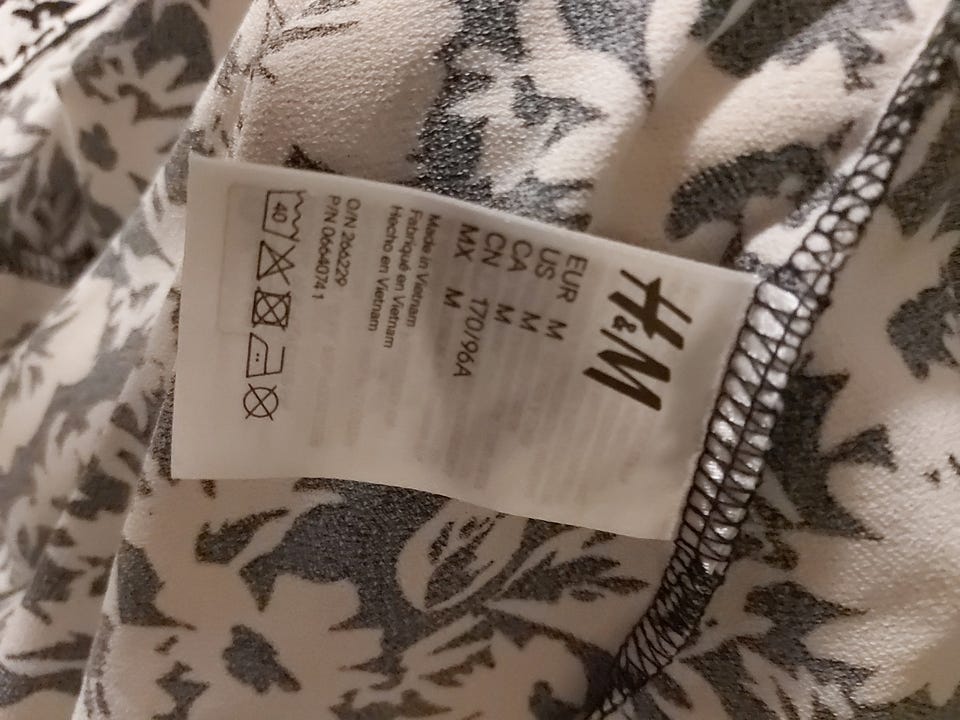 H&M
EUR M
US M
CA M
CN 170/96A
MX M
Made in Vietnam
Fabriqué en Vietnam
Hecho en Vietnam
O/N 366229
P/N 0664074 1
40